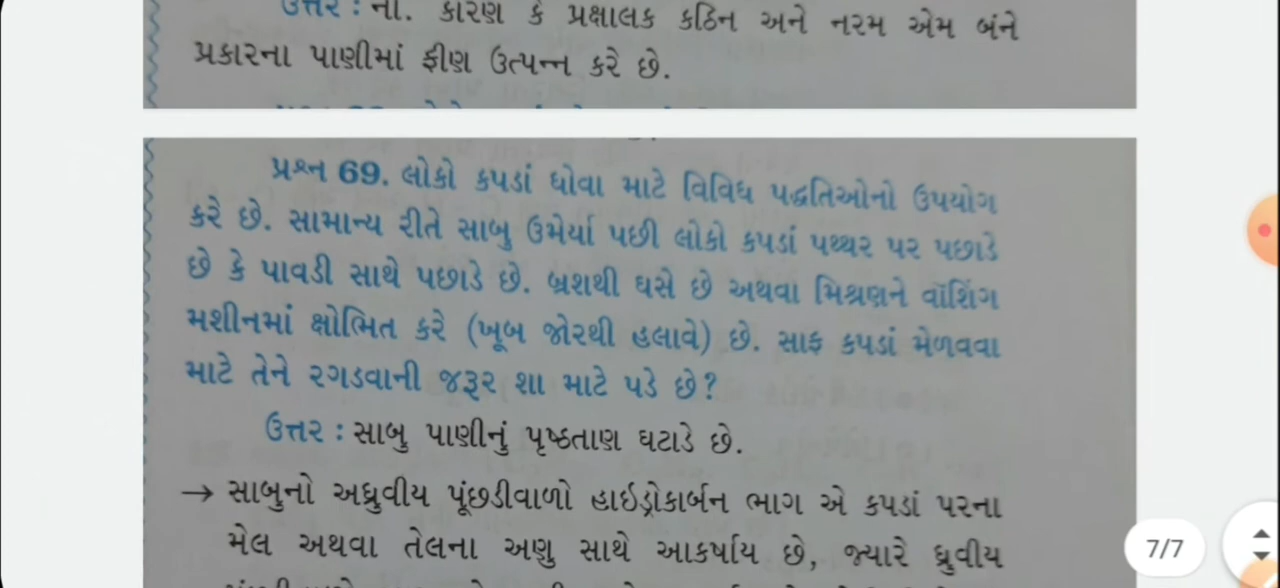 ઉત્તર : ના. કારણ કે પ્રક્ષાલક કઠિન અને નરમ એમ બંને
પ્રકારના પાણીમાં ફીણ ઉત્પન્ન કરે છે.
પ્રશ્ન 69. લોકો કપડાં ધોવા માટે વિવિધ પદ્ધતિઓનો ઉપયોગ
કરે છે. સામાન્ય રીતે સાબુ ઉમેર્યા પછી લોકો કપડાં પથ્થર પર પછાડે
છે કે પાવડી સાથે પછાડે છે. બ્રશથી ઘસે છે અથવા મિશ્રણને વૉશિંગ
મશીનમાં ક્ષોભિત કરે (ખૂબ જોરથી હલાવે) છે. સાફ કપડાં મેળવવા
માટે તેને રગડવાની જરૂર શા માટે પડે છે?
ઉત્તર : સાબુ પાણીનું પૃષ્ઠતાણ ઘટાડે છે.
→ સાબુનો અધ્રુવીય પૂંછડીવાળો હાઇડ્રોકાર્બન ભાગ એ કપડાં પરના
મેલ અથવા તેલના અણુ સાથે આકર્ષાય છે, જ્યારે ધ્રુવીય
7/7